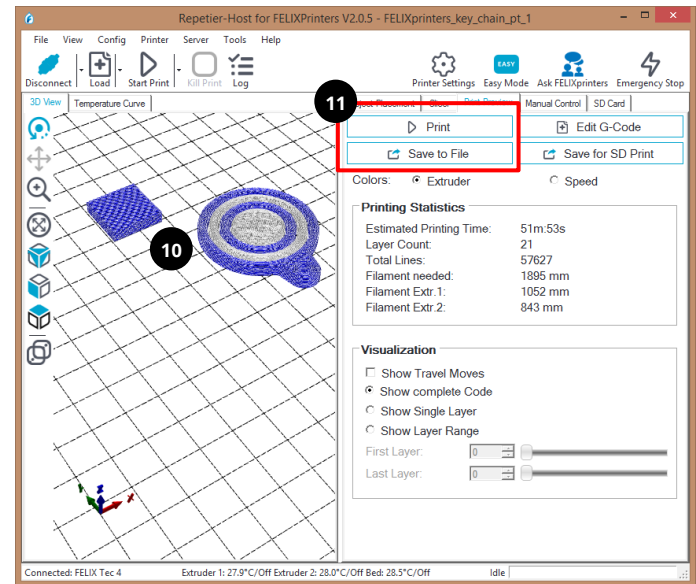 Repetier-Host for FELIXPrinters V2.0.5 - FELIXprinters_key_chain_pt_1
File View Config Printer Server Tools Help
Disconnect Load Start Print Kill Print Log Printer Settings EASY Easy Mode Ask FELIXprinters Emergency Stop
3D View Temperature Curve Placement Manual Control SD Card
11
Print Edit G-Code
Save to File Save for SD Print
Colors: Extruder Speed
Printing Statistics
Estimated Printing Time: 51m:53s
Layer Count: 21
Total Lines: 57627
Filament needed: 1895 mm
Filament Extr.1: 1052 mm
Filament Extr.2: 843 mm
10
Visualization
Show Travel Moves
Show complete Code
Show Single Layer
Show Layer Range
First Layer: 0
Last Layer: 0
Connected: FELIX Tec 4 Extruder 1: 27.9°C/Off Extruder 2: 28.0°C/Off Bed: 28.5°C/Off Idle